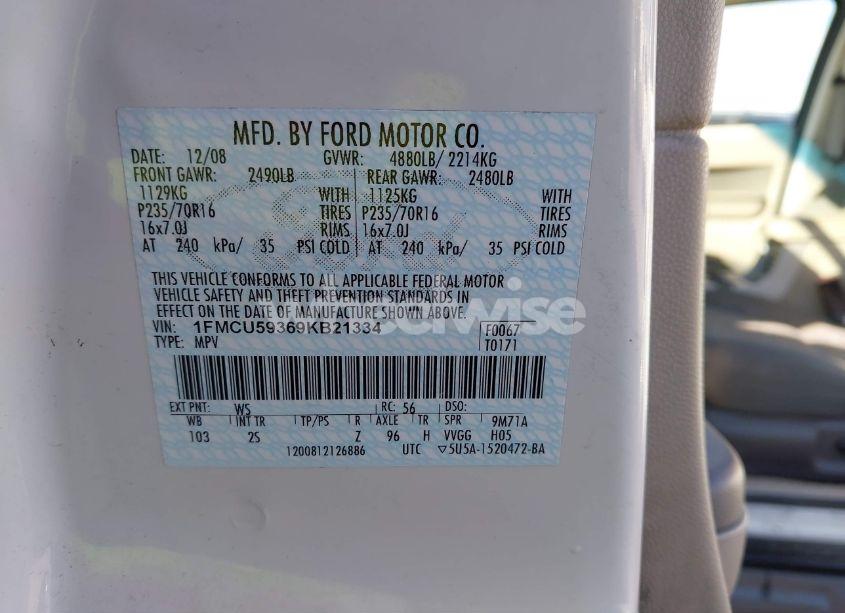 MFD. BY FORD MOTOR CO.
DATE: 12/08 GVWR: 4880LB/ 2214KG
FRONT GAWR: 2490LB REAR GAWR: 2480LB
1129KG WITH 1125KG WITH
P235/70R16 TIRES P235/70R16 TIRES
16x7.0J RIMS 16x7.0J RIMS
AT 240 kPa/ 35 PSI COLD AT 240 kPa/ 35 PSI COLD
THIS VEHICLE CONFORMS TO ALL APPLICABLE FEDERAL MOTOR
VEHICLE SAFETY AND THEFT PREVENTION STANDARDS IN
EFFECT ON THE DATE OF MANUFACTURE SHOWN ABOVE.
VIN: 1FMCU59369KB21334 F0067
TYPE: MPV T0171
EXT PNT: WS RC: 56 DSO:
WB INT TR TP/PS R AXLE TR SPR 9M71A
103 2S Z 96 H VVGG H05
1200812126886 UTC ▽5U5A-1520472-BA